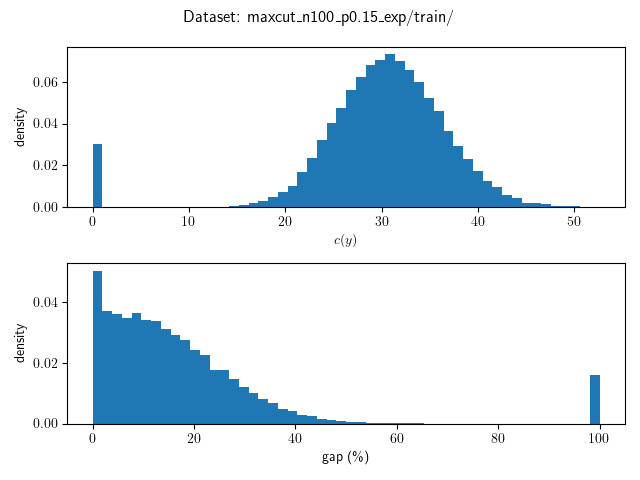 Dataset: maxcut_n100_p0.15_exp/train/
density
0.06
0.04
0.02
0.00
0 10 20 30 40 50
c(y)
density
0.04
0.02
0.00
0 20 40 60 80 100
gap (%)